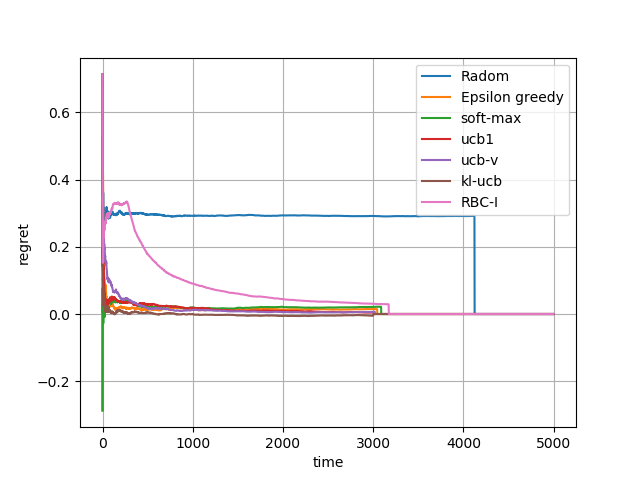 Radom
Epsilon greedy
soft-max
ucb1
ucb-v
kl-ucb
RBC-I
0.6
0.4
0.2
0.0
−0.2
regret
0 1000 2000 3000 4000 5000
time